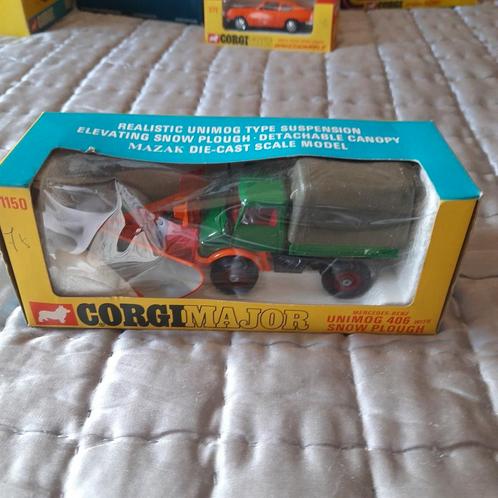 CORGI
REALISTIC UNIMOG TYPE SUSPENSION
ELEVATING SNOW PLOUGH · DETACHABLE CANOPY
MAZAK DIE-CAST SCALE MODEL
1150
CORGI MAJOR
MERCEDES-BENZ
UNIMOG 406 WITH
SNOW PLOUGH